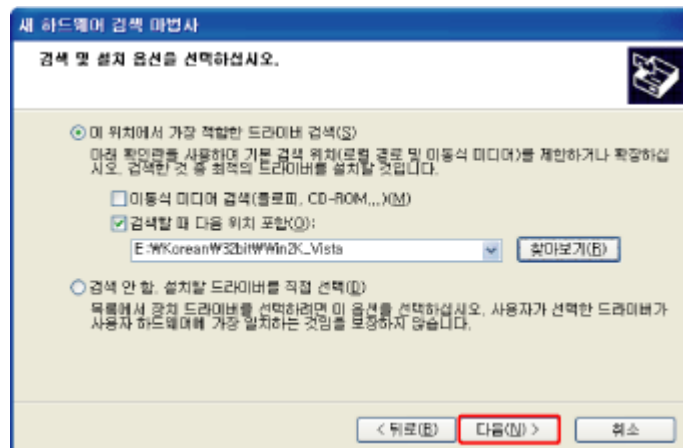 새 하드웨어 검색 마법사
검색 및 설치 옵션을 선택하십시오.
이 위치에서 가장 적합한 드라이버 검색(S)
아래 확인란을 사용하여 기본 검색 위치(로컬 경로 및 이동식 미디어)를 제한하거나 확장하십
시오. 검색한 것 중 최적의 드라이버를 설치할 것입니다.
이동식 미디어 검색(플로피, CD-ROM...)(M)
검색할 때 다음 위치 포함(O):
E:₩Korean₩32bit₩Win2K_Vista
찾아보기(R)
검색 안 함. 설치할 드라이버를 직접 선택(D)
목록에서 장치 드라이버를 선택하려면 이 옵션을 선택하십시오. 사용자가 선택한 드라이버가
사용자 하드웨어에 가장 일치하는 것임을 보장하지 않습니다.
< 뒤로(B)
다음(N) >
취소